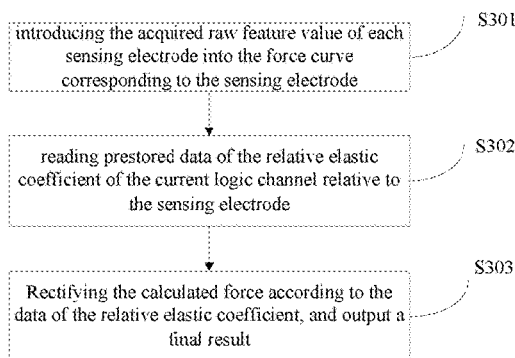 introducing the acquired raw feature value of each
sensing electrode into the force curve
corresponding to the sensing electrode
S301
reading prestored data of the relative elastic
coefficient of the current logic channel relative to
the sensing electrode
S302
Rectifying the calculated force according to the
data of the relative elastic coefficient, and output a
final result
S303